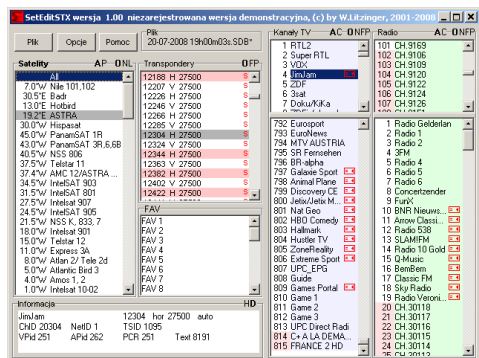 SetEditSTX wersja 1.00 niezarejestrowana wersja demonstracyjna, (c) by W.Litzinger, 2001-2008
Plik
Opcje
Pomoc
Plik
20-07-2008 19h00m03s.SDB*
Satelity AP-ONL
All
7.0°W Nile 101,102
30.5°E Badr
13.0°E Hotbird
19.2°E ASTRA
30.0°W Hispasat
45.0°W PanamSAT 1R
43.0°W PanamSAT 3R,6,6B
40.5°W NSS 806
37.5°W Telstar 11
37.4°W AMC 12/ASTRA ...
34.5°W IntelSAT 903
31.5°W IntelSAT 801
27.5°W Intelsat 907
24.5°W IntelSAT 905
21.5°W NSS K, 833, 7
18.0°W Intelsat 901
15.0°W Telstar 12
11.0°W Express 3A
8.0°W Atlan 2/ Tele 2d
5.0°W Atlantic Bird 3
4.0°W Amos 1, 2
1.0°W Intelsat 10-02
Transpondery OFP
12188 H 27500 S
12207 V 27500
12226 H 27500
12246 V 27500
12266 H 27500
12285 V 27500
12304 H 27500
12324 V 27500
12344 H 27500
12363 V 27500
12382 H 27500
12402 V 27500
12422 H 27500
FAV
FAV 1
FAV 2
FAV 3
FAV 4
FAV 5
FAV 6
FAV 7
FAV 8
Informacja HD -
JimJam 12304 hor 27500 auto
ChID 20304 NetID 1 TSID 1095
VPid 251 APid 262 PCR 251 Text 8191
Kanały TV AC ONFP
1 RTL2
2 Super RTL
3 VOX
4 JimJam
5 ZDF
6 3sat
7 Doku/KiKa
792 Eurosport
793 EuroNews
794 MTV AUSTRIA
795 SR Fernsehen
796 BR-alpha
797 Galaxie Sport
798 Animal Plane
799 Discovery CE
800 Jetix/Jetix M...
801 Nat Geo
802 HBO Comedy
803 Hallmark
804 Hustler TV
805 ZoneReality
806 Extreme Sport
807 UPC_EPG
808 Guide
809 Games Portal
810 Game 1
811 Game 2
812 Game 3
813 UPC Direct Radi
814 C+ A LA DEMA...
815 FRANCE 2 HD
Radio AC ONFP
101 CH.9169
102 CH.9106
103 CH.9109
104 CH.9120
122 CH.9122
106 CH.9124
107 CH.9126
1 Radio Gelderlan
2 Radio 1
3 Radio 2
4 3FM
5 Radio 4
6 Radio 5
7 Radio 6
8 Concertzender
9 FunX
10 BNR Nieuws...
11 Arrow Classi...
12 Radio 538
13 SLAM!FM
14 Radio 10 Gold
15 Q-Music
16 BemBem
17 Classic FM
18 Sky Radio
19 Radio Veroni...
20 CH.30118
21 CH.30117
22 CH.30116
23 CH.30115
24 CH.30114